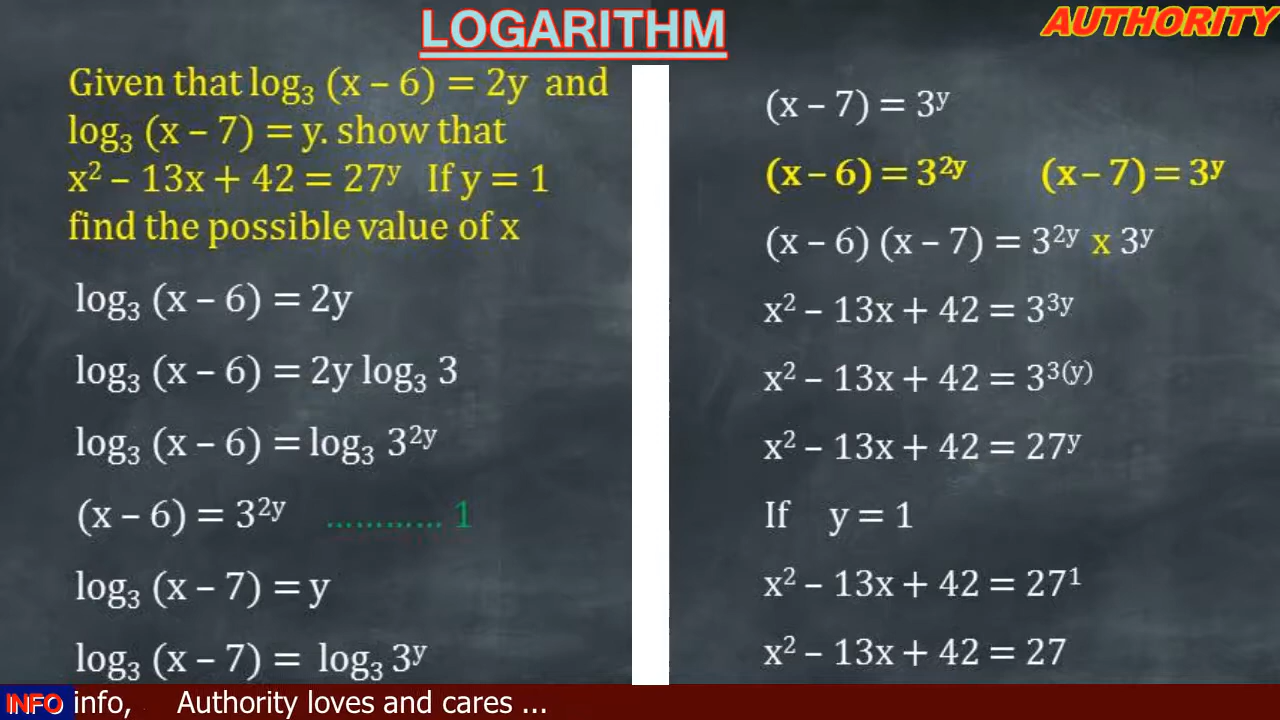 LOGARITHM
AUTHORITY
Given that log₃ (x – 6) = 2y and
log₃ (x – 7) = y. show that
x² – 13x + 42 = 27ʸ If y = 1
find the possible value of x
log₃ (x – 6) = 2y
log₃ (x – 6) = 2y log₃ 3
log₃ (x – 6) = log₃ 3²ʸ
(x – 6) = 3²ʸ ............ 1
log₃ (x – 7) = y
log₃ (x – 7) = log₃ 3ʸ
(x – 7) = 3ʸ
(x – 6) = 3²ʸ (x – 7) = 3ʸ
(x – 6) (x – 7) = 3²ʸ x 3ʸ
x² – 13x + 42 = 3³ʸ
x² – 13x + 42 = 3³⁽ʸ⁾
x² – 13x + 42 = 27ʸ
If y = 1
x² – 13x + 42 = 27¹
x² – 13x + 42 = 27
INFO info, Authority loves and cares ...